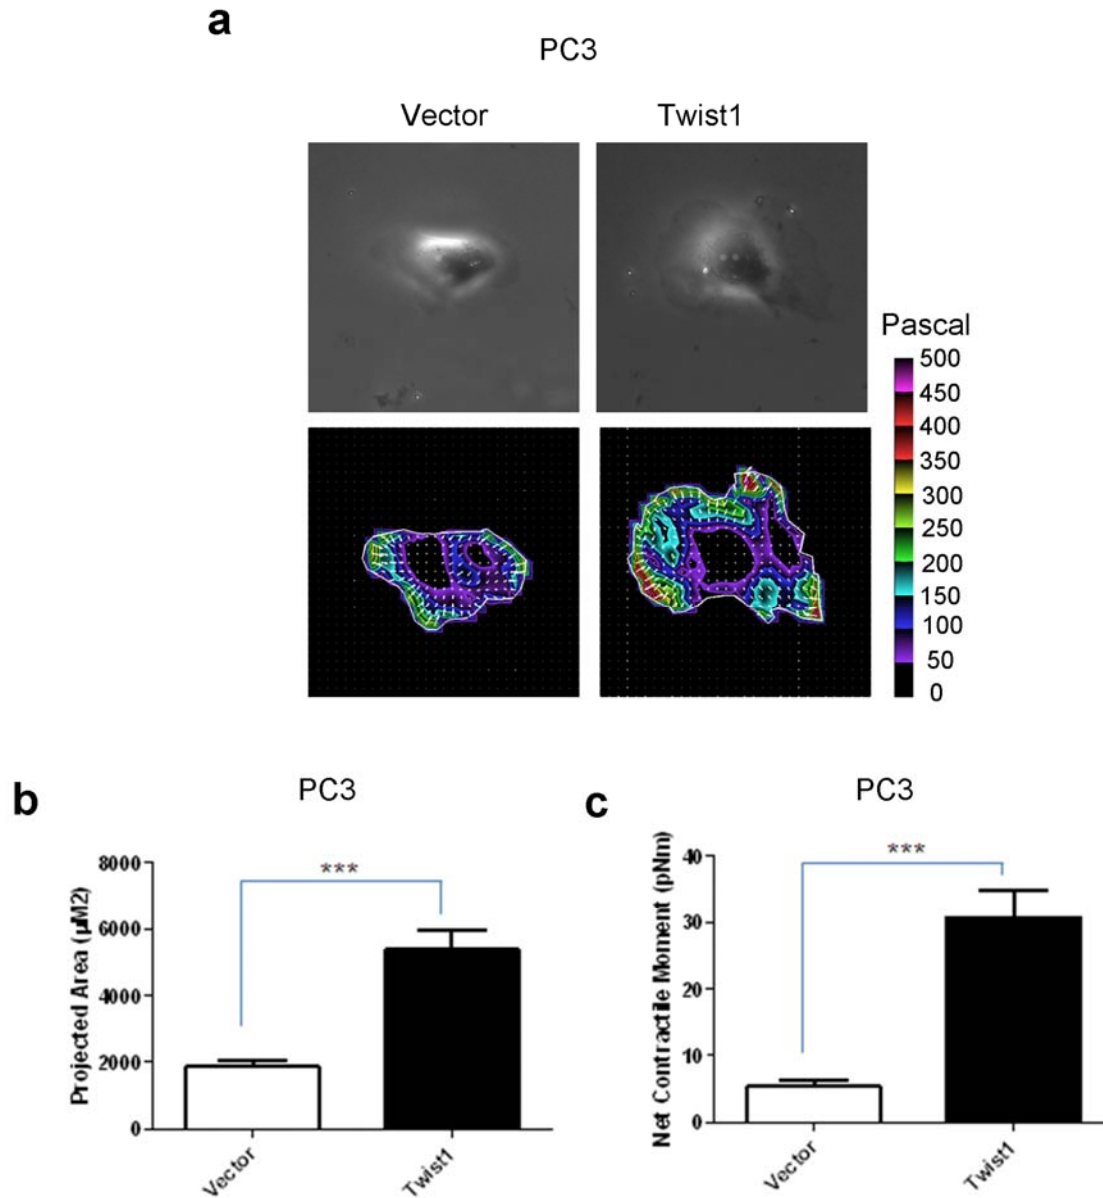 a
PC3
Vector
Twist1
Pascal
500
450
400
350
300
250
200
150
100
50
0
b
PC3
Projected Area (µM2)
8000
6000
4000
2000
0
***
Vector
Twist1
c
PC3
Net Contractile Moment (pNm)
40
30
20
10
0
***
Vector
Twist1